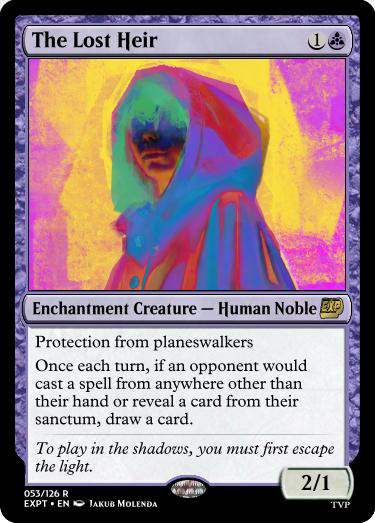 The Lost Heir 1
EXP
Enchantment Creature — Human Noble
Protection from planeswalkers
Once each turn, if an opponent would
cast a spell from anywhere other than
their hand or reveal a card from their
sanctum, draw a card.
To play in the shadows, you must first escape
the light.
2/1
053/126 R
EXPT • EN Jakub Molenda
TVP